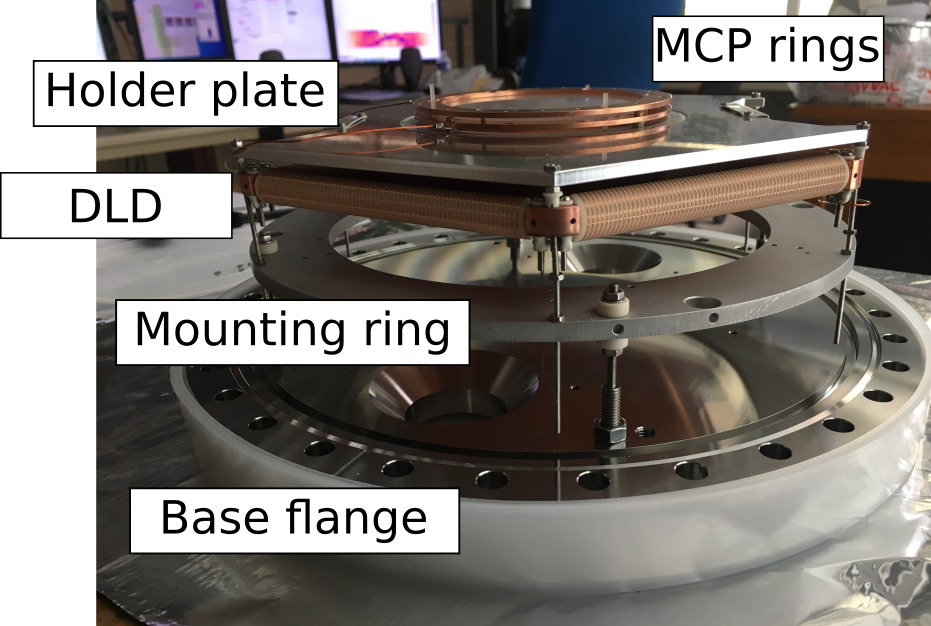 MCP rings
Holder plate
DLD
Mounting ring
Base flange